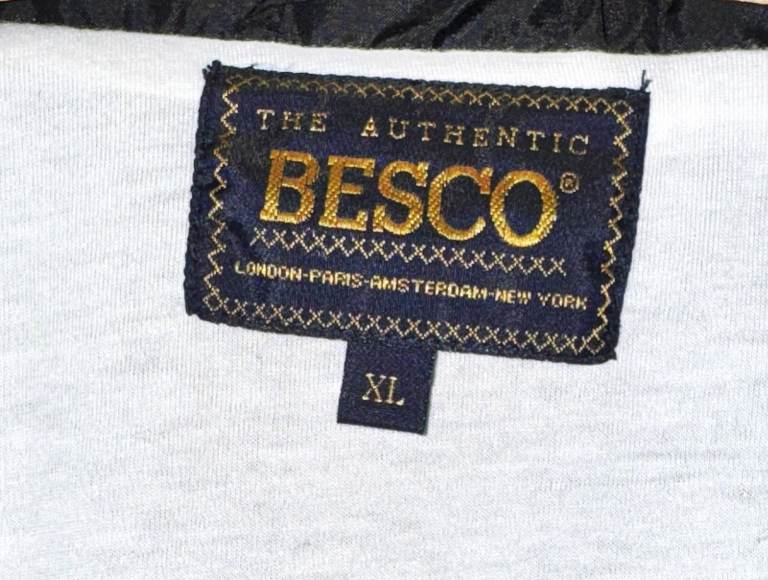 THE AUTHENTIC
BESCO®
LONDON-PARIS-AMSTERDAM-NEW YORK
XL